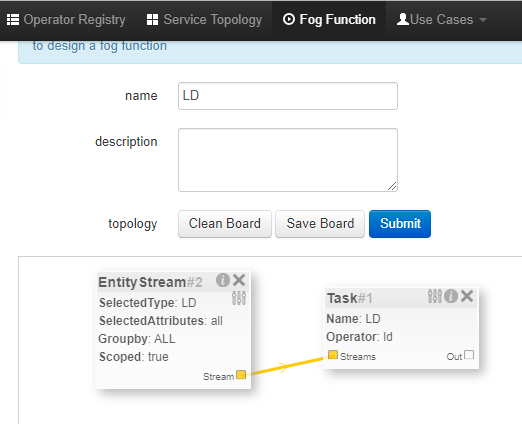 Operator Registry Service Topology Fog Function Use Cases
to design a fog function
name LD
description
topology Clean Board Save Board Submit
EntityStream#2
SelectedType: LD
SelectedAttributes: all
Groupby: ALL
Scoped: true
Stream
Task#1
Name: LD
Operator: ld
Streams Out